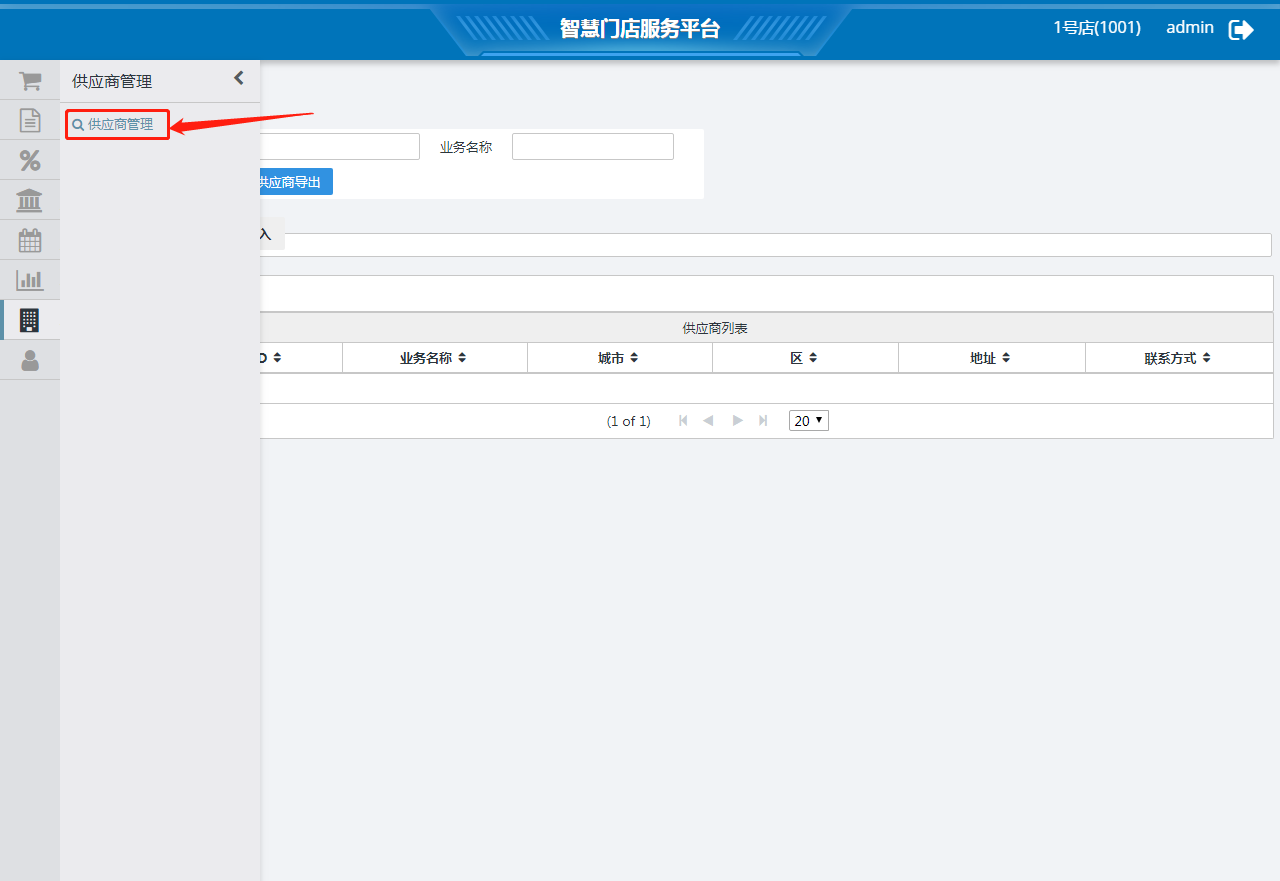 智慧门店服务平台
1号店(1001) admin
供应商管理
供应商管理
业务名称
供应商导出
入
供应商列表
业务名称 城市 区 地址 联系方式
(1 of 1) 20